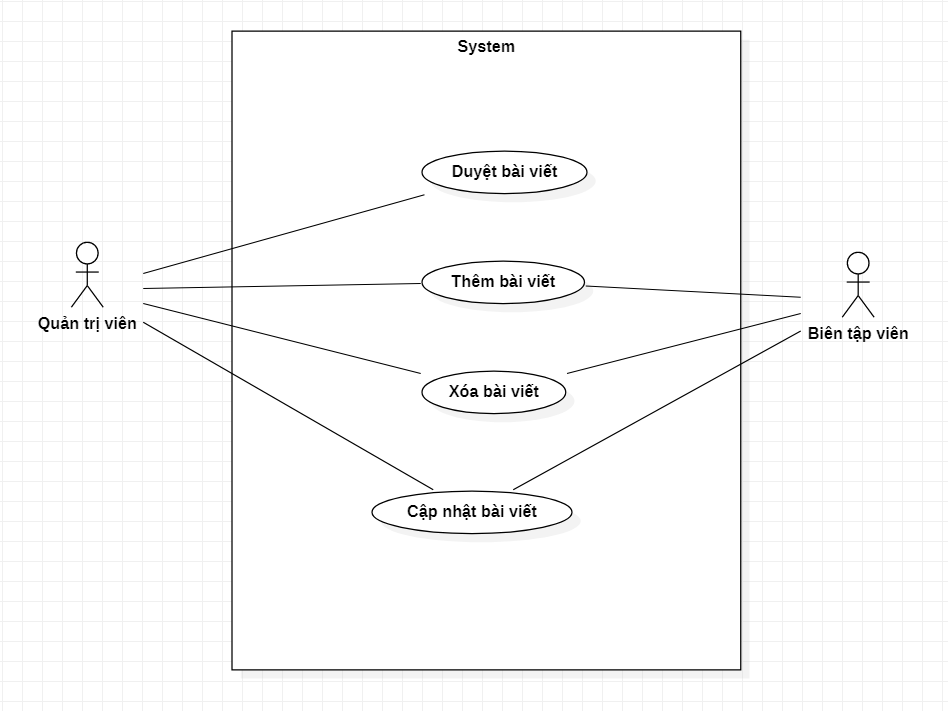 System
Duyệt bài viết
Thêm bài viết
Quản trị viên
Biên tập viên
Xóa bài viết
Cập nhật bài viết